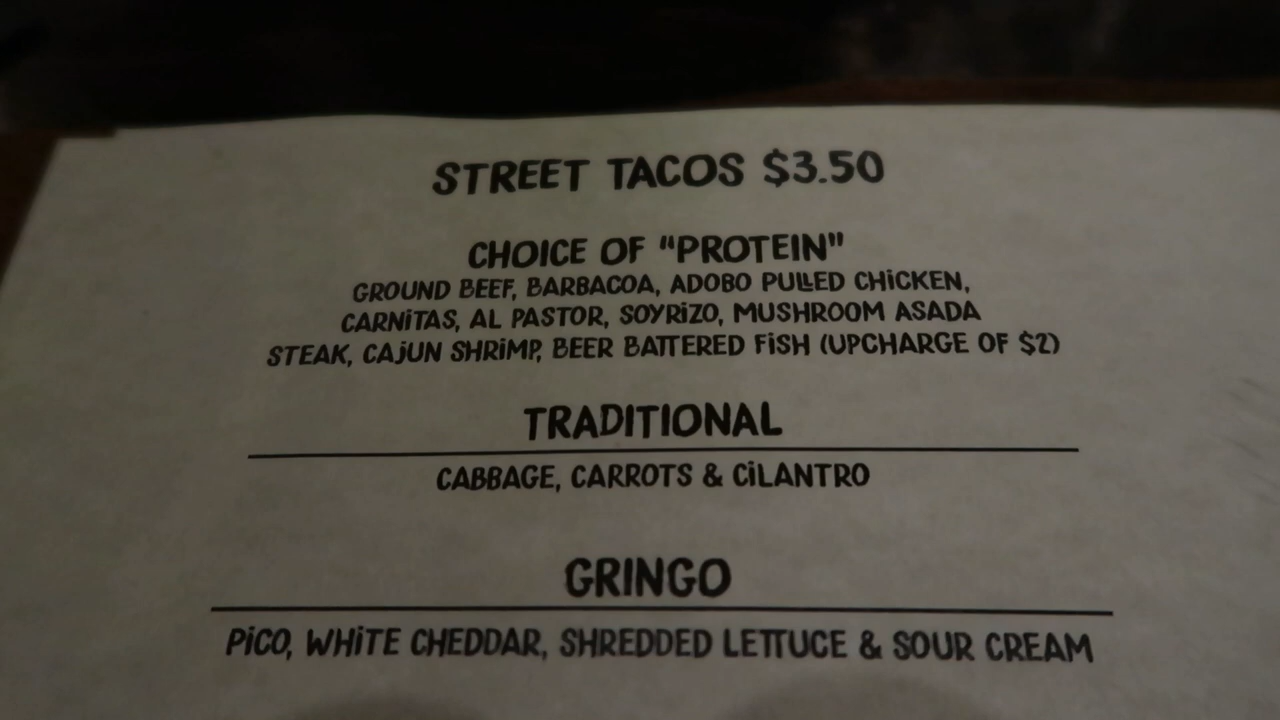 STREET TACOS $3.50
CHOICE OF "PROTEIN"
GROUND BEEF, BARBACOA, ADOBO PULLED CHICKEN,
CARNITAS, AL PASTOR, SOYRIZO, MUSHROOM ASADA
STEAK, CAJUN SHRIMP, BEER BATTERED FISH (UPCHARGE OF $2)
TRADITIONAL
CABBAGE, CARROTS & CILANTRO
GRINGO
PICO, WHITE CHEDDAR, SHREDDED LETTUCE & SOUR CREAM